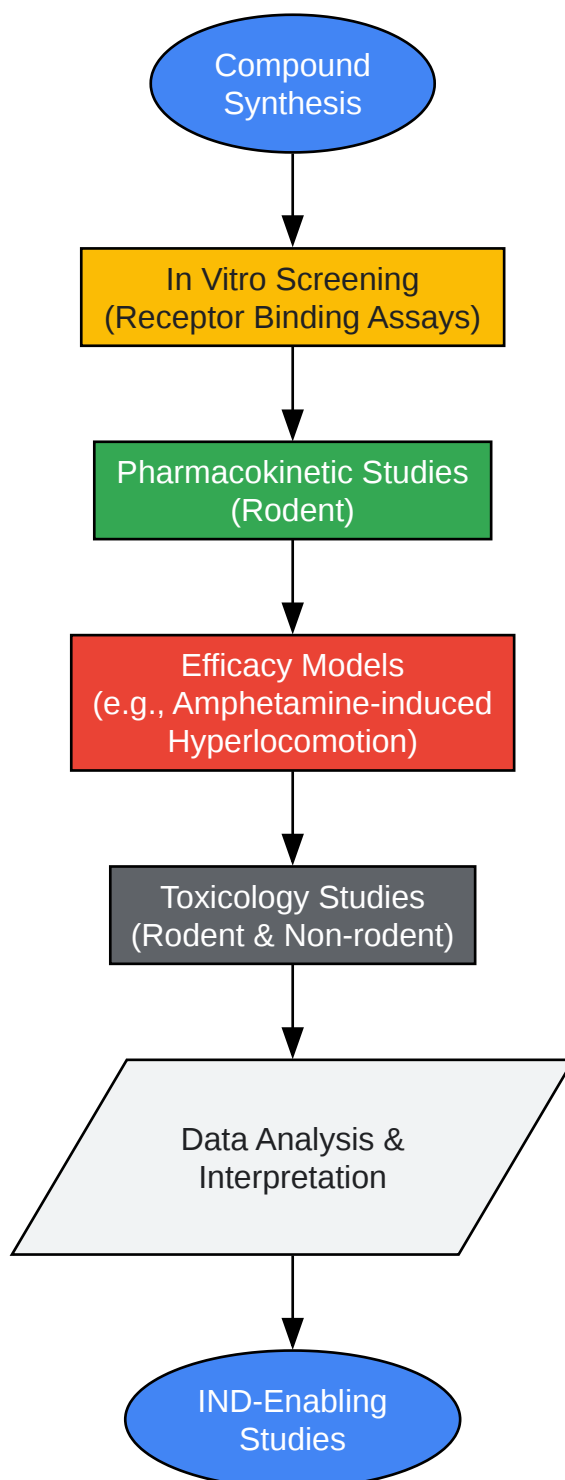 Compound
Synthesis
In Vitro Screening
(Receptor Binding Assays)
Pharmacokinetic Studies
(Rodent)
Efficacy Models
(e.g., Amphetamine-induced
Hyperlocomotion)
Toxicology Studies
(Rodent & Non-rodent)
Data Analysis &
Interpretation
IND-Enabling
Studies